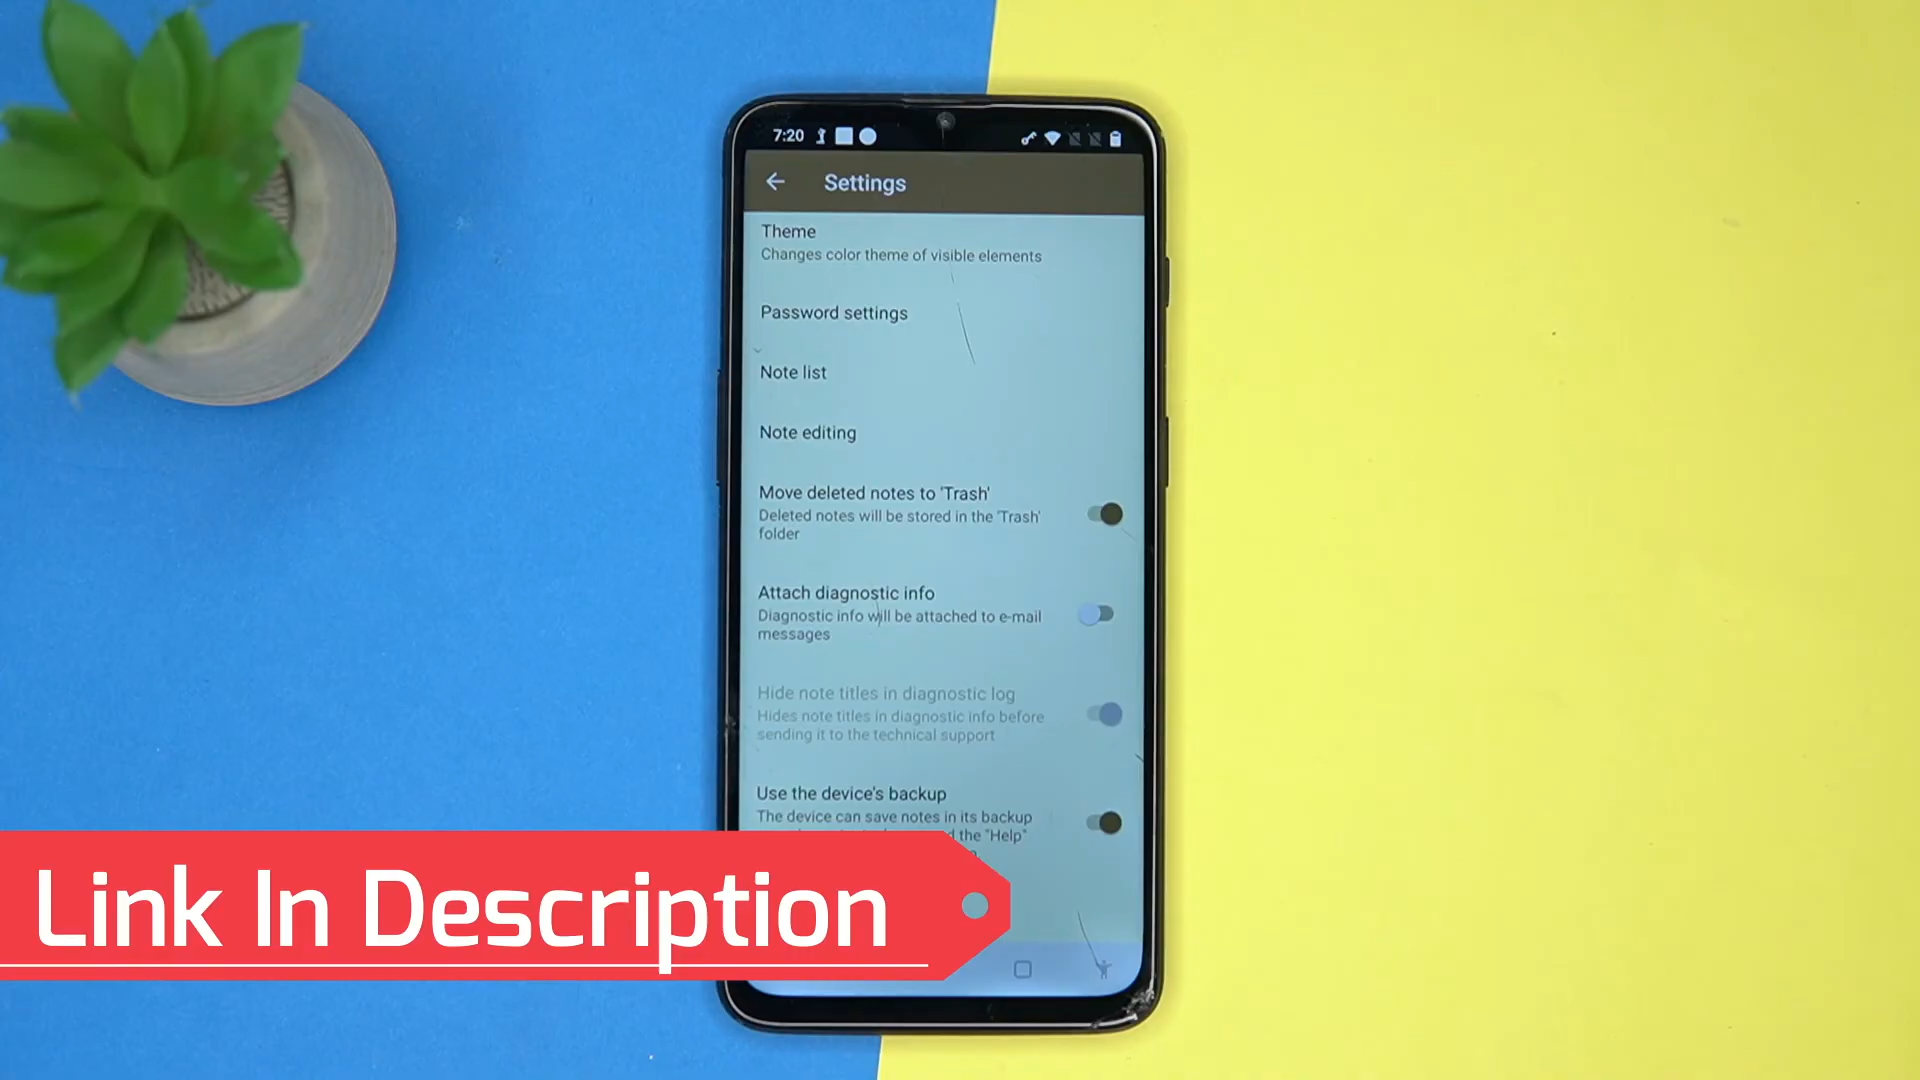 7:20
Settings
Theme
Changes color theme of visible elements
Password settings
Note list
Note editing
Move deleted notes to 'Trash'
Deleted notes will be stored in the 'Trash'
folder
Attach diagnostic info
Diagnostic info will be attached to e-mail
messages
Hide note titles in diagnostic log
Hides note titles in diagnostic info before
sending it to the technical support
Use the device's backup
The device can save notes in its backup
the "Help"
Link In Description